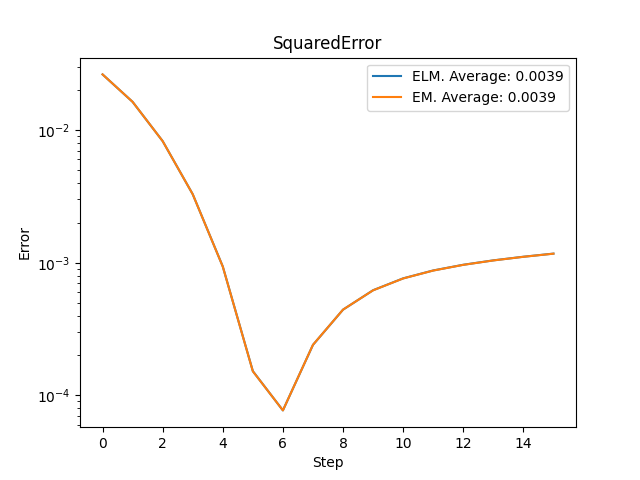 SquaredError
ELM. Average: 0.0039
EM. Average: 0.0039
Error
10⁻²
10⁻³
10⁻⁴
0 2 4 6 8 10 12 14
Step